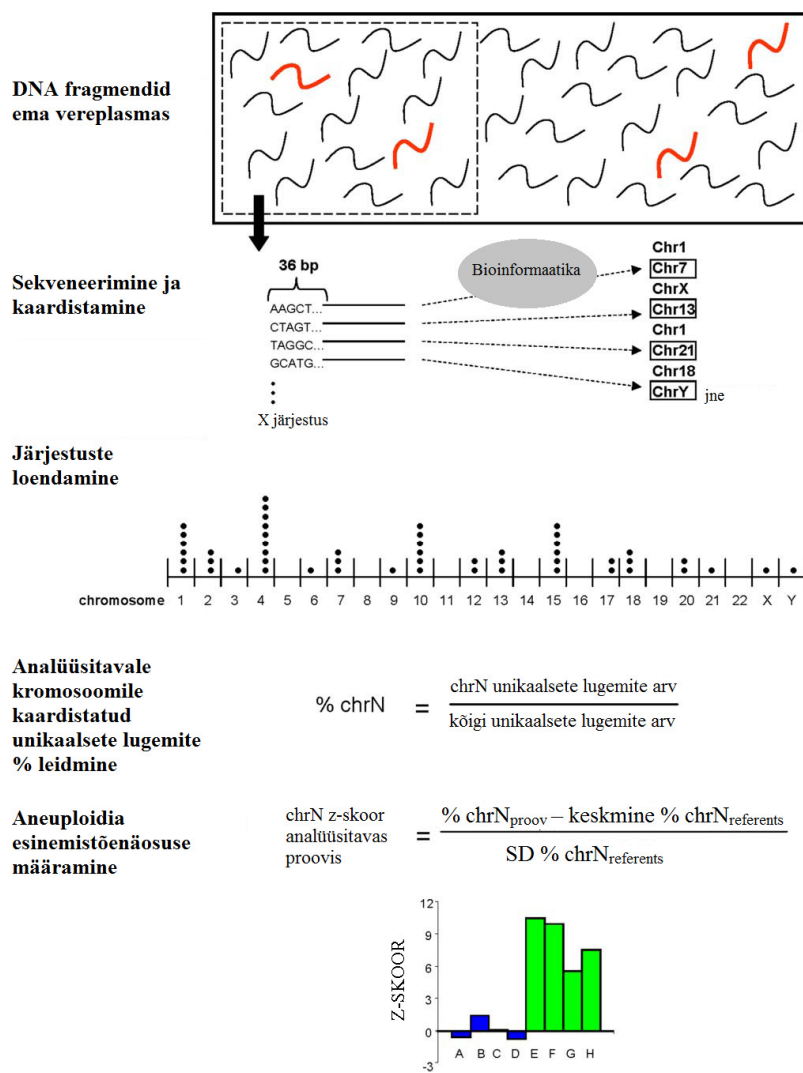 DNA fragmendid
ema vereplasmas
Sekveneerimine ja
kaardistamine
36 bp
AAGCT...
CTAGT...
TAGGC...
GCATG...
X järjestus
Bioinformaatika
Chr1
Chr7
ChrX
Chr13
Chr1
Chr21
Chr18
ChrY jne
Järjestuste
loendamine
chromosome 1 2 3 4 5 6 7 8 9 10 11 12 13 14 15 16 17 18 19 20 21 22 X Y
Analüüsitavale
kromosoomile
kaardistatud
unikaalsete lugemite
% leidmine
% chrN = chrN unikaalsete lugemite arv
kõigi unikaalsete lugemite arv
Aneuploidia
esinemistõenäosuse
määramine
chrN z-skoor
analüüsitavas
proovis
= % chrNproov – keskmine % chrNreferents
SD % chrNreferents
Z-SKOOR
12
9
6
3
0
-3
A B C D E F G H